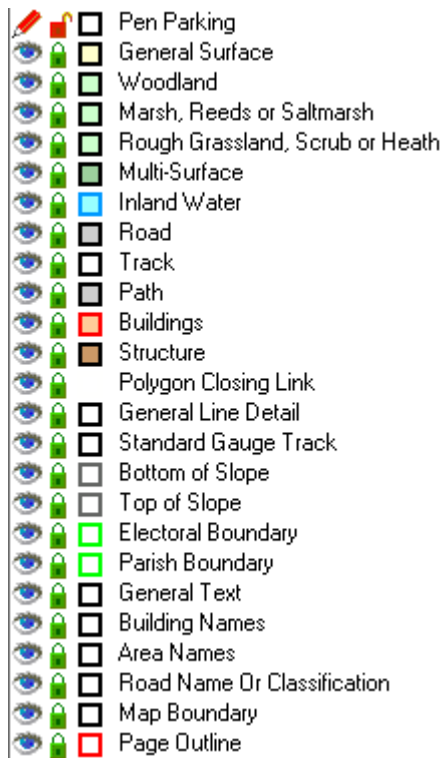 Pen Parking
General Surface
Woodland
Marsh, Reeds or Saltmarsh
Rough Grassland, Scrub or Heath
Multi-Surface
Inland Water
Road
Track
Path
Buildings
Structure
Polygon Closing Link
General Line Detail
Standard Gauge Track
Bottom of Slope
Top of Slope
Electoral Boundary
Parish Boundary
General Text
Building Names
Area Names
Road Name Or Classification
Map Boundary
Page Outline